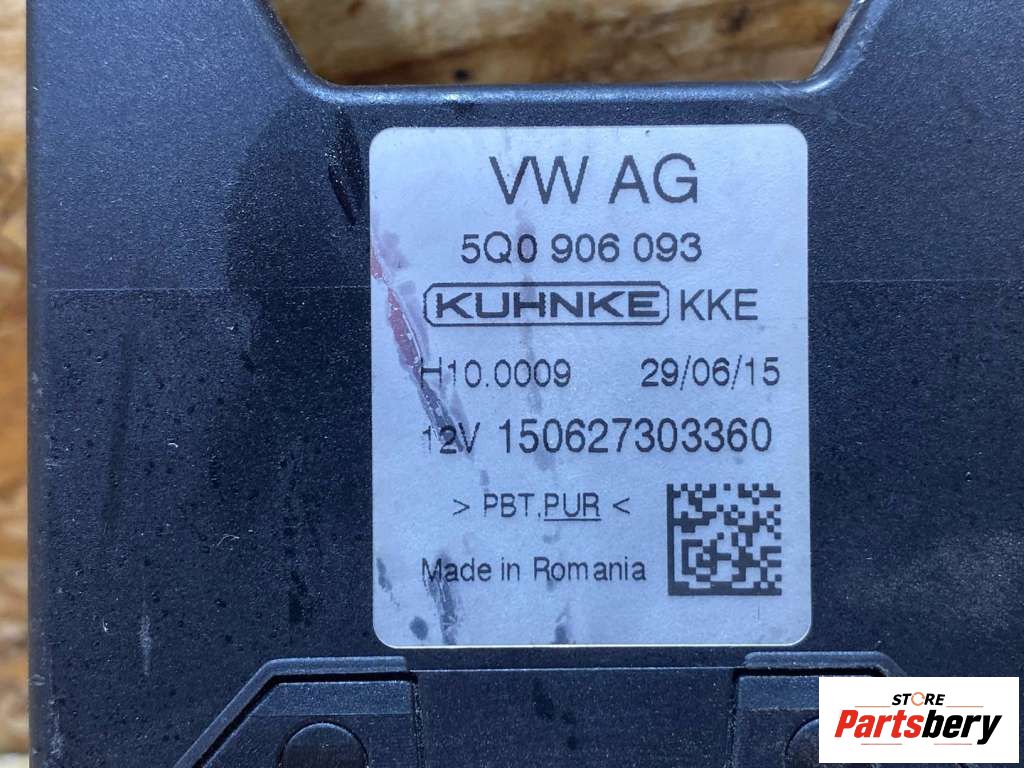 VW AG
5Q0 906 093
KUHNKE KKE
H10.0009 29/06/15
12V 150627303360
> PBT,PUR <
Made in Romania
STORE
Partsbery